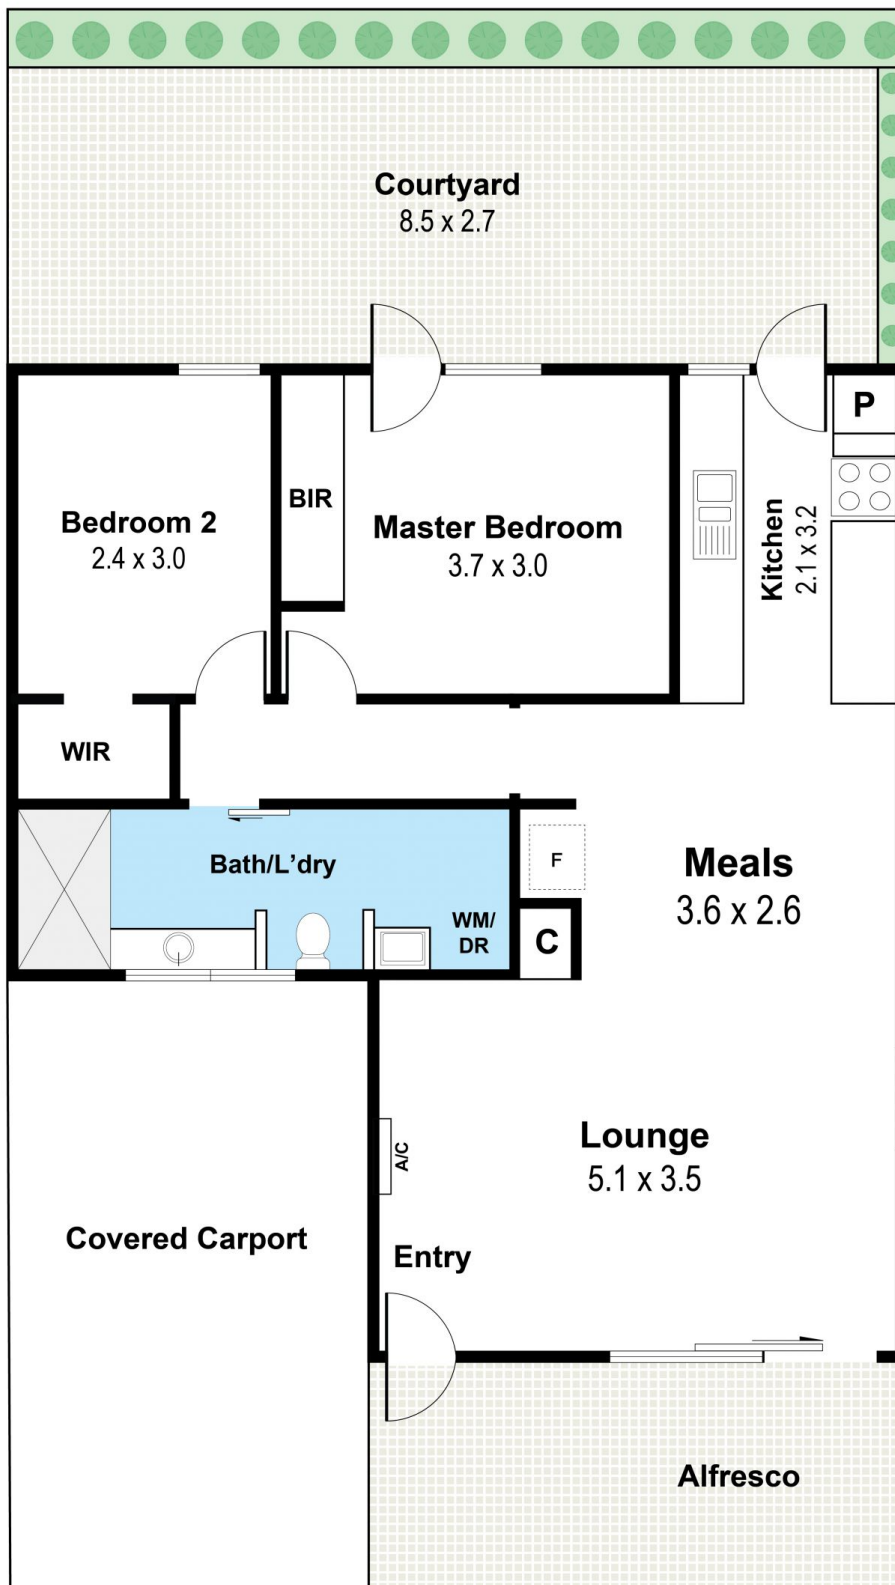 Courtyard
8.5 x 2.7
P
BIR
Bedroom 2
2.4 x 3.0
Master Bedroom
3.7 x 3.0
Kitchen
2.1 x 3.2
WIR
Bath/L'dry
F
Meals
3.6 x 2.6
WM/
DR
C
Lounge
5.1 x 3.5
A/C
Covered Carport
Entry
Alfresco